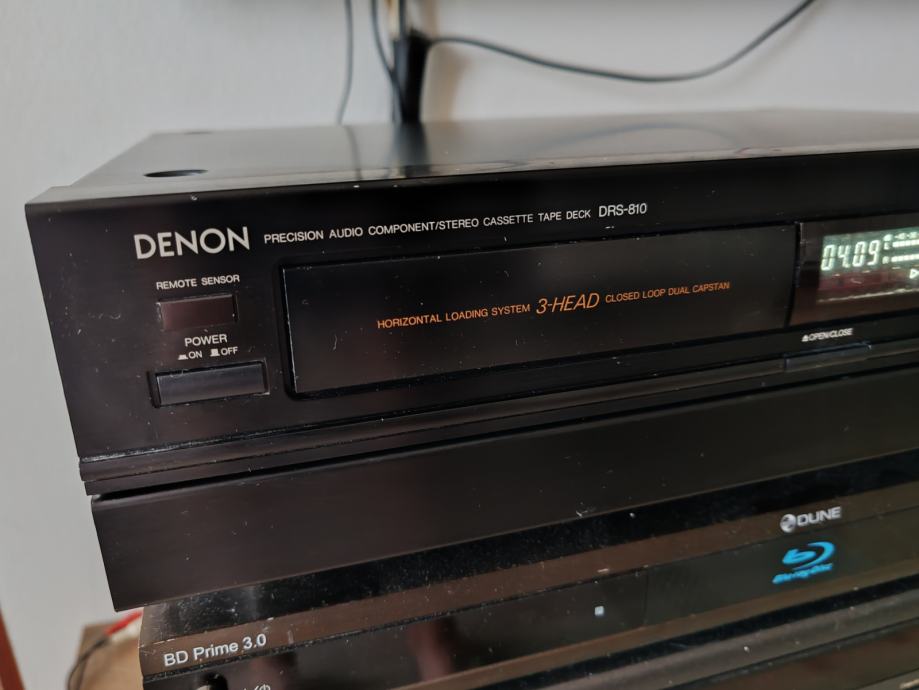 DENON PRECISION AUDIO COMPONENT/STEREO CASSETTE TAPE DECK DRS-810
REMOTE SENSOR
POWER
ON OFF
HORIZONTAL LOADING SYSTEM 3-HEAD CLOSED LOOP DUAL CAPSTAN
04.09
OPEN/CLOSE
DUNE
Blu-ray Disc
BD Prime 3.0